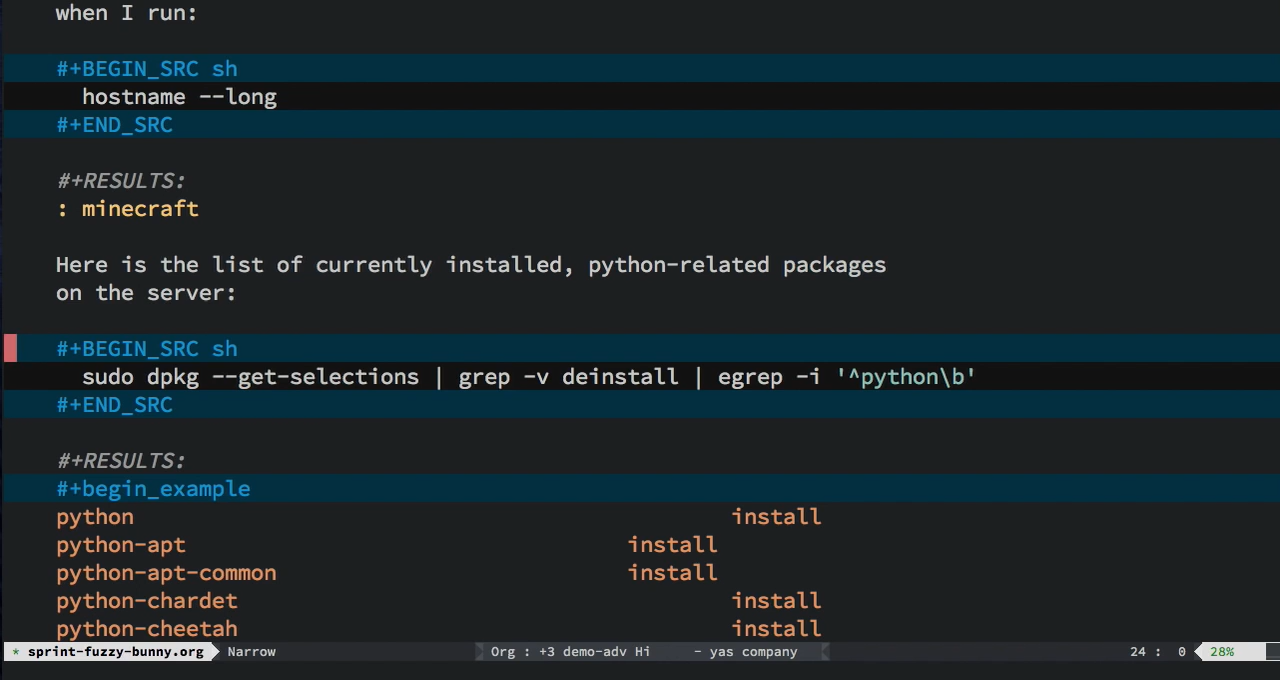 when I run:
#+BEGIN_SRC sh
hostname --long
#+END_SRC
#+RESULTS:
: minecraft
Here is the list of currently installed, python-related packages
on the server:
#+BEGIN_SRC sh
sudo dpkg --get-selections | grep -v deinstall | egrep -i '^python\b'
#+END_SRC
#+RESULTS:
#+begin_example
python install
python-apt install
python-apt-common install
python-chardet install
python-cheetah install
* sprint-fuzzy-bunny.org Narrow Org : +3 demo-adv Hi - yas company 24 : 0 28%